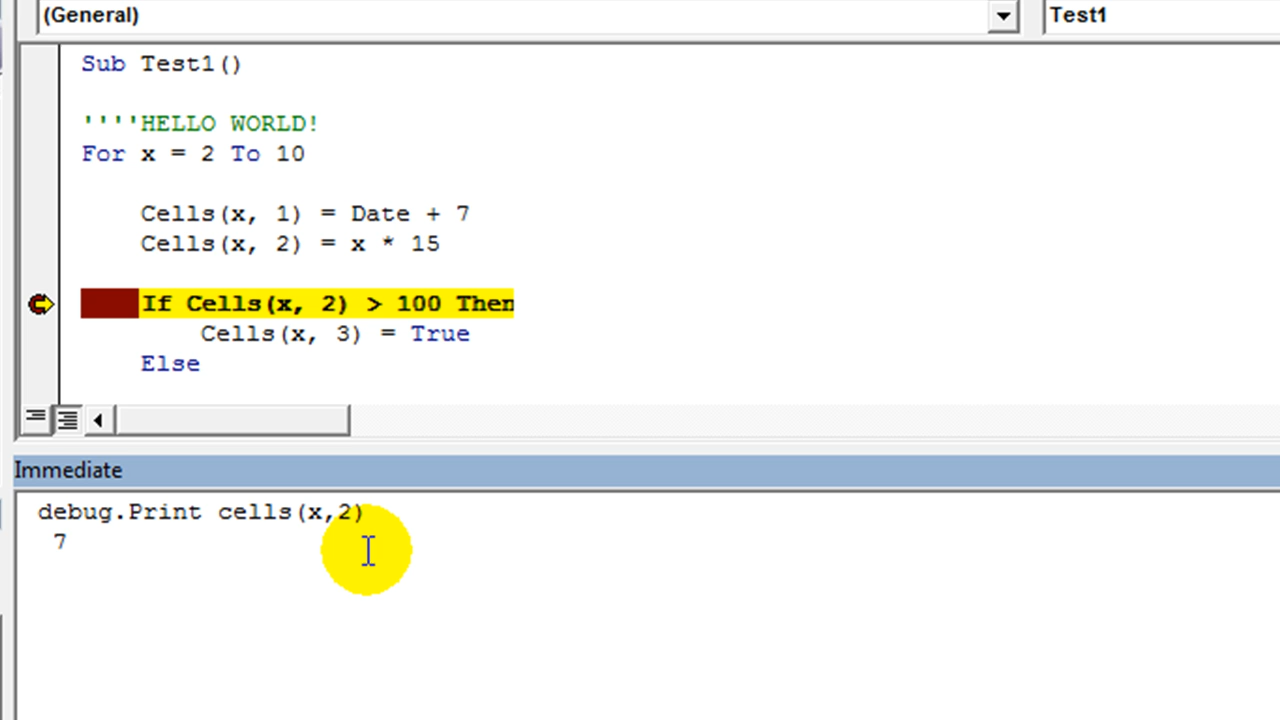 (General)
Test1
Sub Test1()
''''HELLO WORLD!
For x = 2 To 10
Cells(x, 1) = Date + 7
Cells(x, 2) = x * 15
If Cells(x, 2) > 100 Then
Cells(x, 3) = True
Else
Immediate
debug.Print cells(x,2)
7